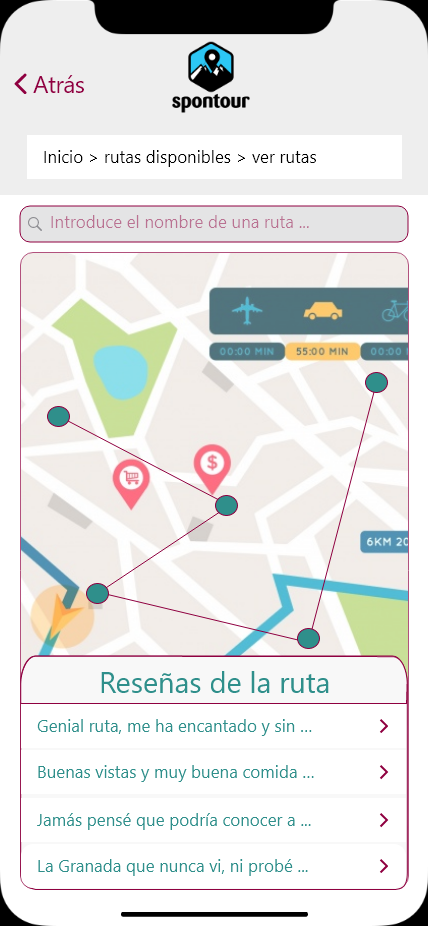 Atrás
spontour
Inicio > rutas disponibles > ver rutas
Introduce el nombre de una ruta ...
00:00 MIN 55:00 MIN 00:0
$
6KM 20
Reseñas de la ruta
Genial ruta, me ha encantado y sin ...
Buenas vistas y muy buena comida ...
Jamás pensé que podría conocer a ...
La Granada que nunca vi, ni probé ...